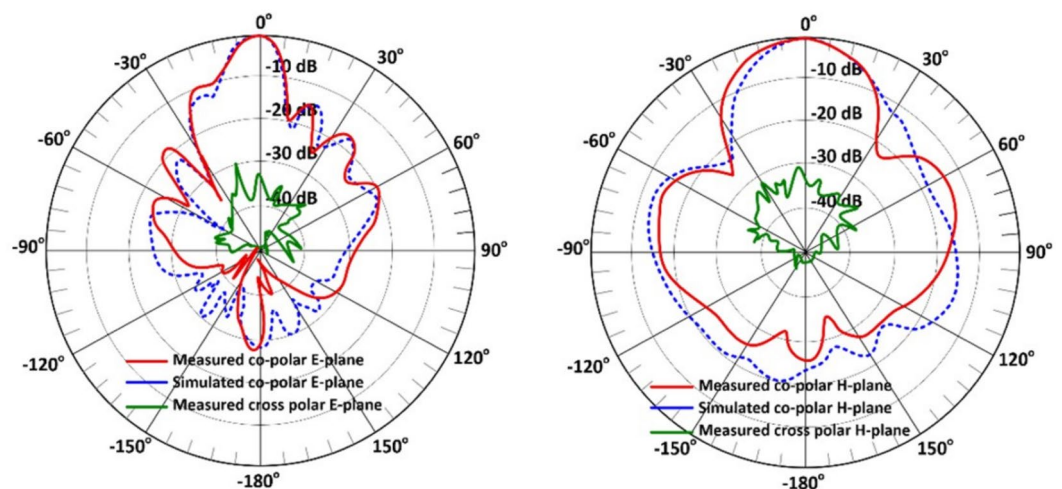 0°
-30°
30°
-10 dB
-20 dB
-60°
60°
-30 dB
-40 dB
-90°
90°
-120°
120°
Measured co-polar E-plane
Simulated co-polar E-plane
Measured cross polar E-plane
-150°
150°
-180°
0°
-30°
30°
-10 dB
-20 dB
-60°
60°
-30 dB
-40 dB
-90°
90°
-120°
120°
Measured co-polar H-plane
Simulated co-polar H-plane
Measured cross polar H-plane
-150°
150°
-180°